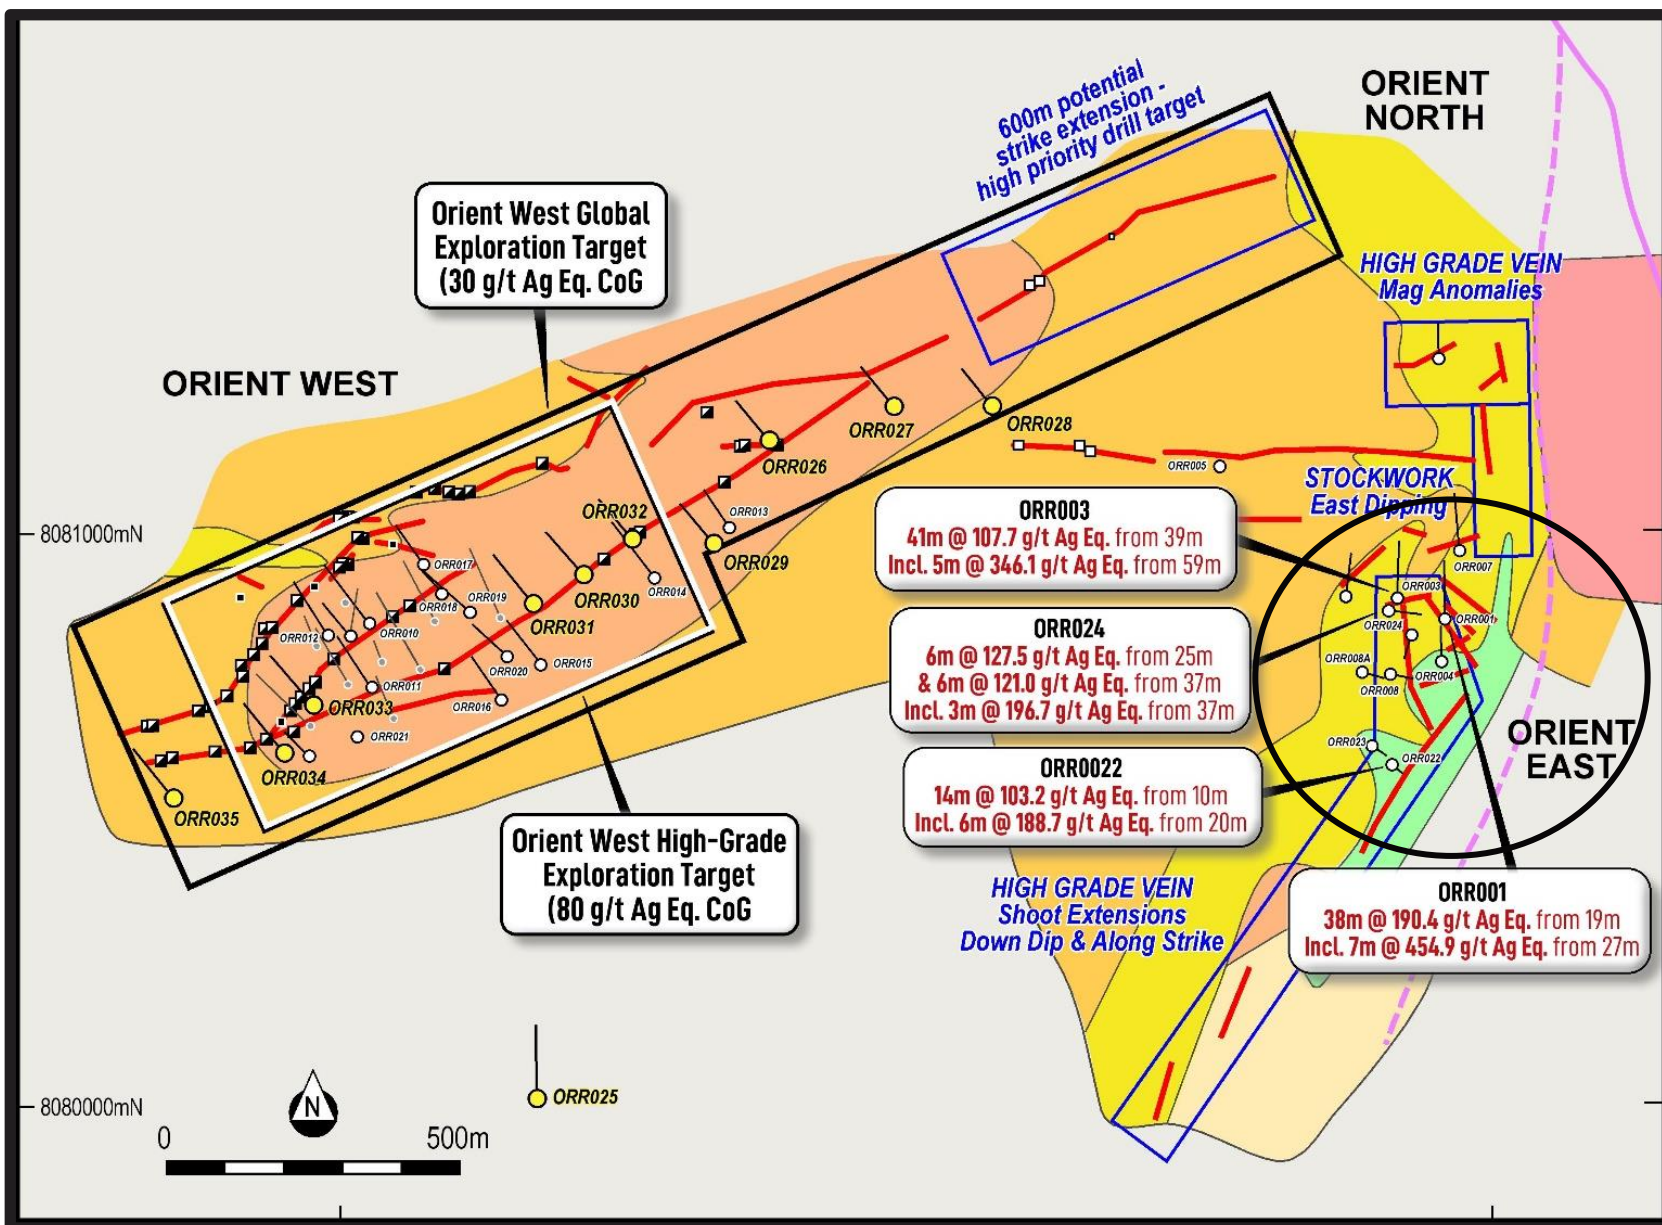 ORIENT
NORTH
600m potential
strike extension -
high priority drill target
Orient West Global
Exploration Target
(30 g/t Ag Eq. CoG
HIGH GRADE VEIN
Mag Anomalies
ORIENT WEST
ORR027
ORR028
ORR026
ORR005
STOCKWORK
East Dipping
ORR032
ORR013
8081000mN
ORR029
ORR003
41m @ 107.7 g/t Ag Eq. from 39m
Incl. 5m @ 346.1 g/t Ag Eq. from 59m
ORR007
ORR017
ORR003
ORR014
ORR030
ORR019
ORR018
ORR031
ORR010
ORR012
ORR024
ORR001
ORR024
6m @ 127.5 g/t Ag Eq. from 25m
& 6m @ 121.0 g/t Ag Eq. from 37m
Incl. 3m @ 196.7 g/t Ag Eq. from 37m
ORR008A
ORR004
ORR008
ORR015
ORR020
ORR011
ORR016
ORR033
ORR021
ORR034
ORR035
ORR023
ORR022
ORIENT
EAST
ORR0022
14m @ 103.2 g/t Ag Eq. from 10m
Incl. 6m @ 188.7 g/t Ag Eq. from 20m
Orient West High-Grade
Exploration Target
(80 g/t Ag Eq. CoG
HIGH GRADE VEIN
Shoot Extensions
Down Dip & Along Strike
ORR001
38m @ 190.4 g/t Ag Eq. from 19m
Incl. 7m @ 454.9 g/t Ag Eq. from 27m
ORR025
8080000mN
N
0 500m